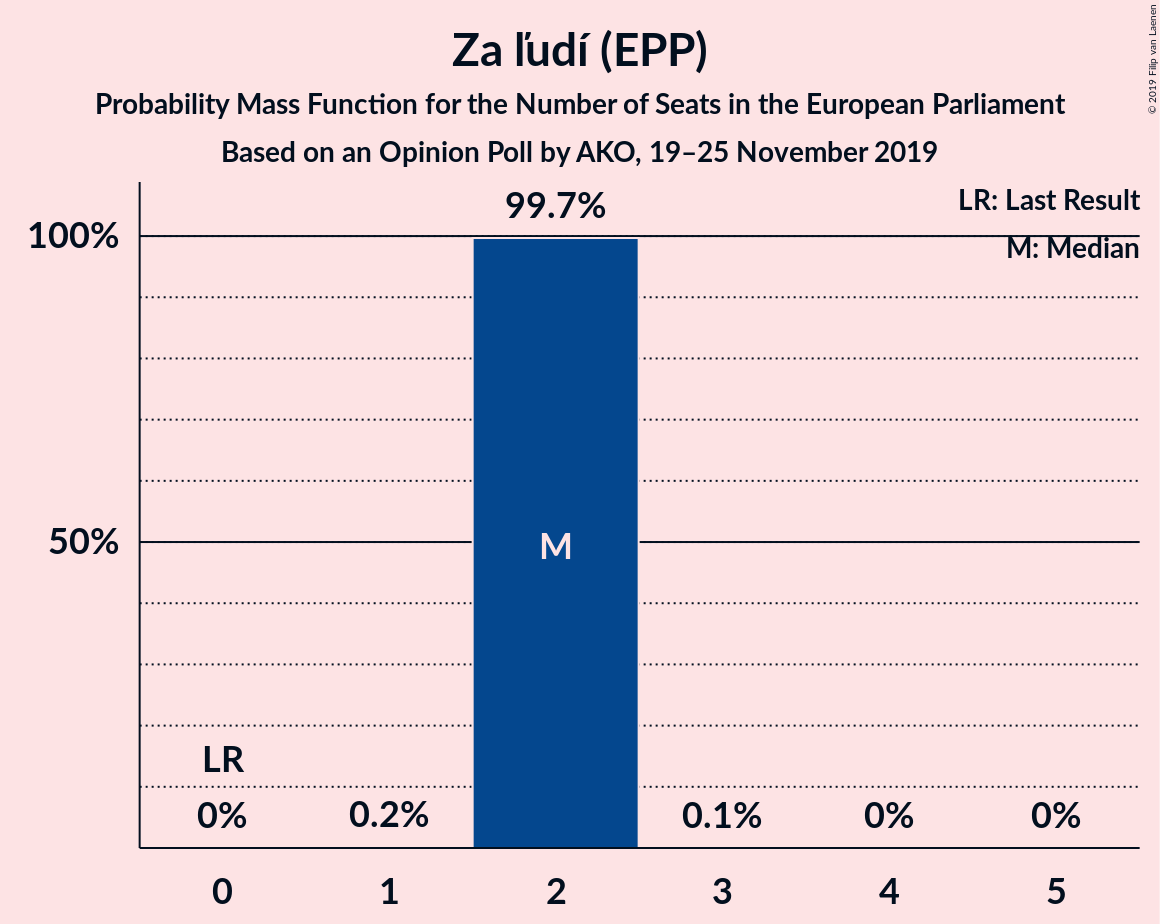 Za ľudí (EPP)
Probability Mass Function for the Number of Seats in the European Parliament
Based on an Opinion Poll by AKO, 19–25 November 2019
© 2019 Filip van Laenen
LR: Last Result
M: Median
99.7%
100%
50%
M
LR
0%
0.2%
0.1%
0%
0%
0
1
2
3
4
5